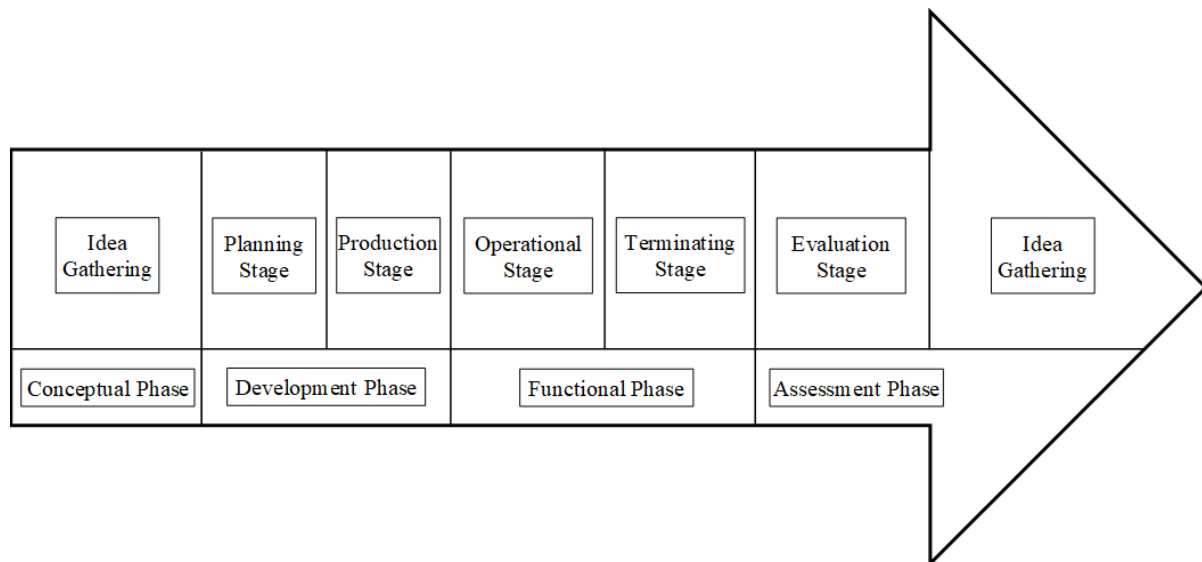 Idea
Gathering
Planning
Stage
Production
Stage
Operational
Stage
Terminating
Stage
Evaluation
Stage
Idea
Gathering
Conceptual Phase
Development Phase
Functional Phase
Assessment Phase